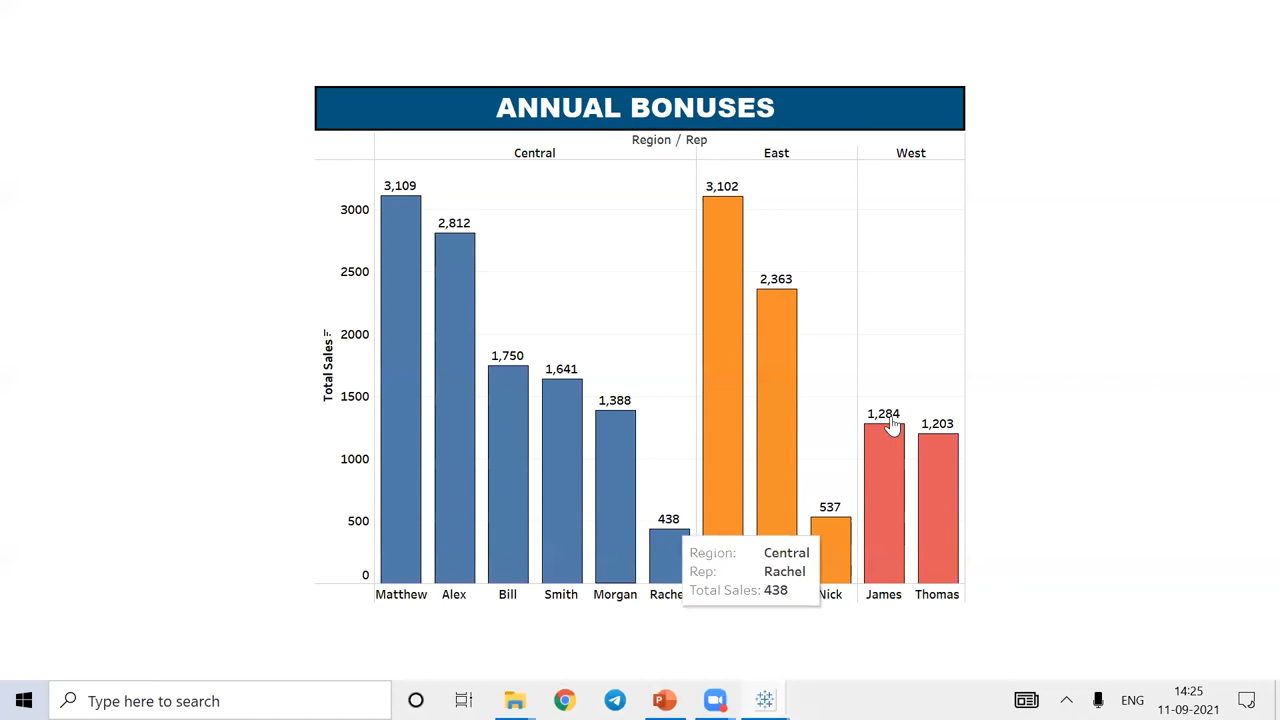 ANNUAL BONUSES
Region / Rep
Central East West
3,109
2,812
1,750
1,641
1,388
438
3,102
2,363
537
1,284
1,203
3000
2500
2000
1500
1000
500
0
Total Sales
Region: Central
Rep: Rachel
Total Sales: 438
Matthew Alex Bill Smith Morgan Nick James Thomas
Type here to search
ENG
14:25
11-09-2021